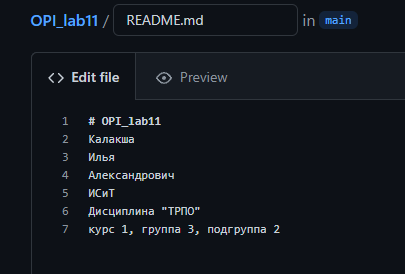 OPI_lab11 / README.md in main
Edit file Preview
1 # OPI_lab11
2 Калакша
3 Илья
4 Александрович
5 ИСиТ
6 Дисциплина "ТРПО"
7 курс 1, группа 3, подгруппа 2